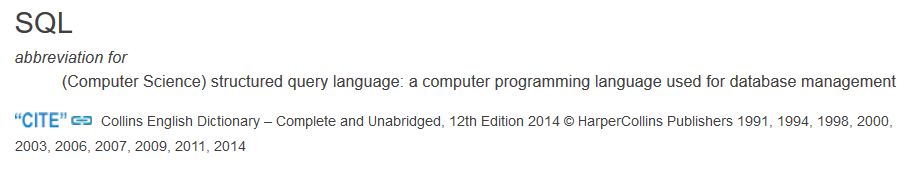 SQL
abbreviation for
(Computer Science) structured query language: a computer programming language used for database management
“CITE” Collins English Dictionary – Complete and Unabridged, 12th Edition 2014 © HarperCollins Publishers 1991, 1994, 1998, 2000,
2003, 2006, 2007, 2009, 2011, 2014